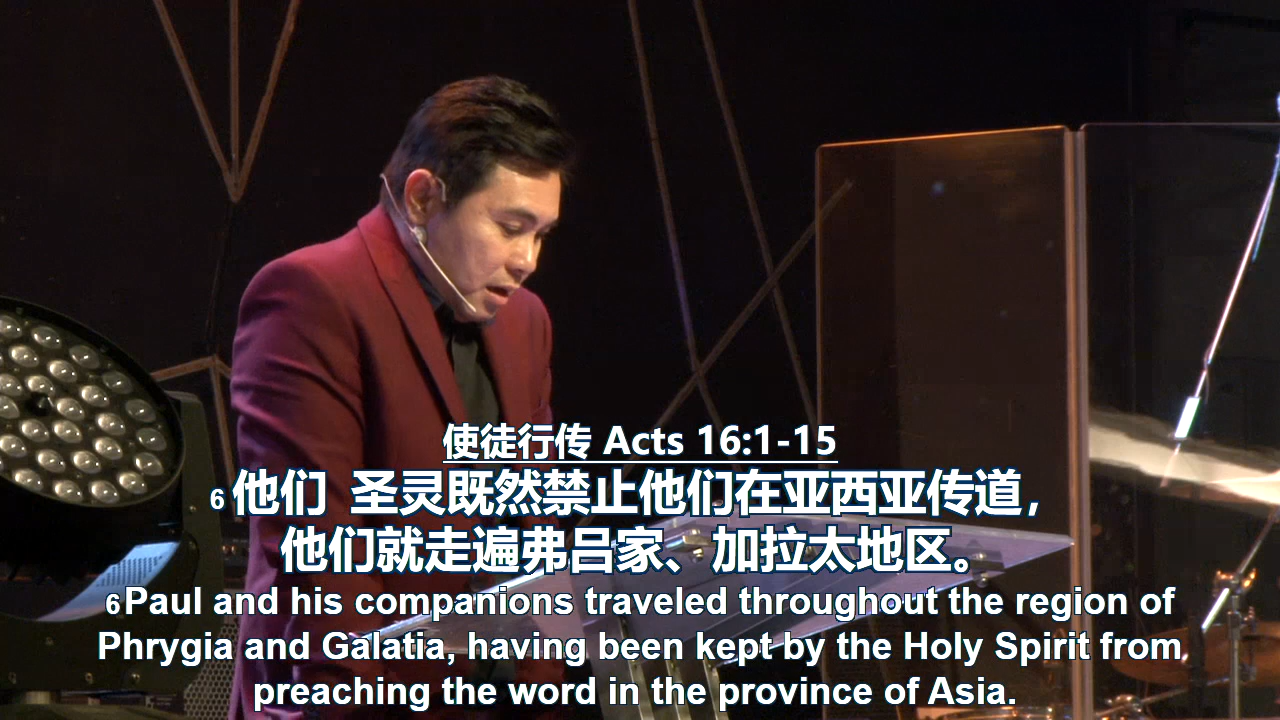 使徒行传 Acts 16:1-15
6 他们 圣灵既然禁止他们在亚西亚传道，
他们就走遍弗吕家、加拉太地区。
6Paul and his companions traveled throughout the region of
Phrygia and Galatia, having been kept by the Holy Spirit from
preaching the word in the province of Asia.